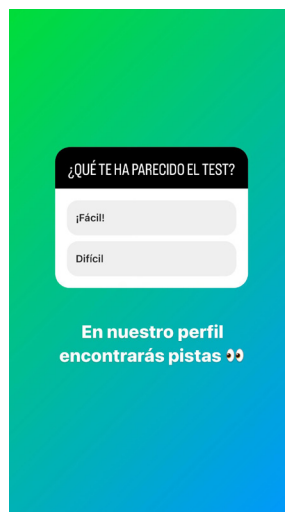 ¿QUÉ TE HA PARECIDO EL TEST?
¡Fácil!
Difícil
En nuestro perfil
encontrarás pistas 👀